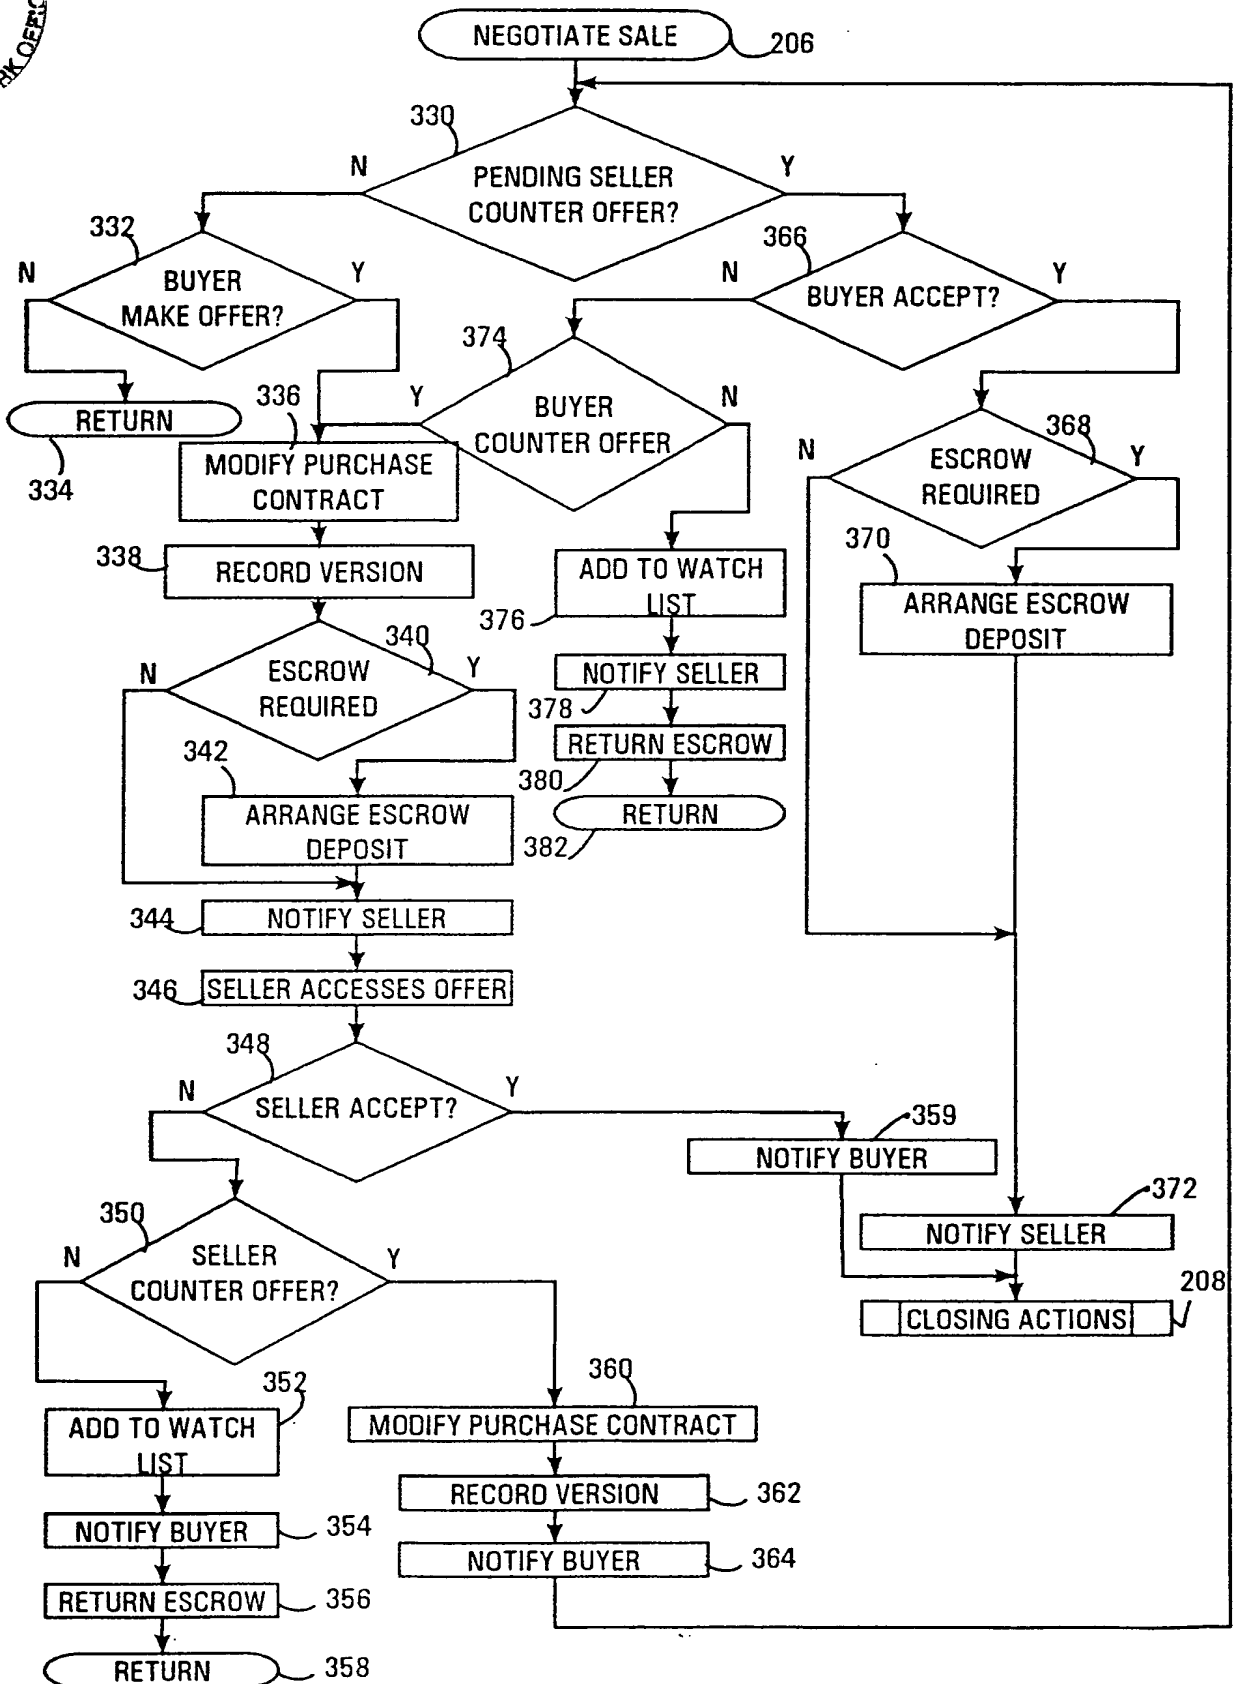 RK OFFIC
NEGOTIATE SALE
206
330
N
Y
PENDING SELLER
COUNTER OFFER?
332
N
Y
BUYER
MAKE OFFER?
366
N
Y
BUYER ACCEPT?
RETURN
334
374
Y
N
BUYER
COUNTER OFFER
336
MODIFY PURCHASE
CONTRACT
368
N
Y
ESCROW
REQUIRED
338
RECORD VERSION
370
ARRANGE ESCROW
DEPOSIT
ADD TO WATCH
LIST
376
340
N
Y
ESCROW
REQUIRED
NOTIFY SELLER
378
RETURN ESCROW
380
342
ARRANGE ESCROW
DEPOSIT
RETURN
382
344
NOTIFY SELLER
346
SELLER ACCESSES OFFER
348
N
Y
SELLER ACCEPT?
359
NOTIFY BUYER
372
NOTIFY SELLER
350
N
Y
SELLER
COUNTER OFFER?
208
CLOSING ACTIONS
352
ADD TO WATCH
LIST
360
MODIFY PURCHASE CONTRACT
RECORD VERSION
362
NOTIFY BUYER
354
NOTIFY BUYER
364
RETURN ESCROW
356
RETURN
358